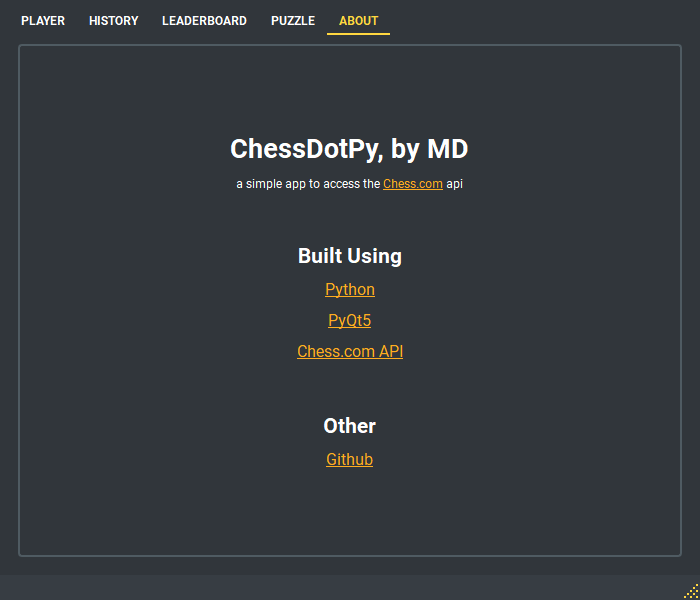 PLAYER HISTORY LEADERBOARD PUZZLE ABOUT
ChessDotPy, by MD
a simple app to access the Chess.com api
Built Using
Python
PyQt5
Chess.com API
Other
Github